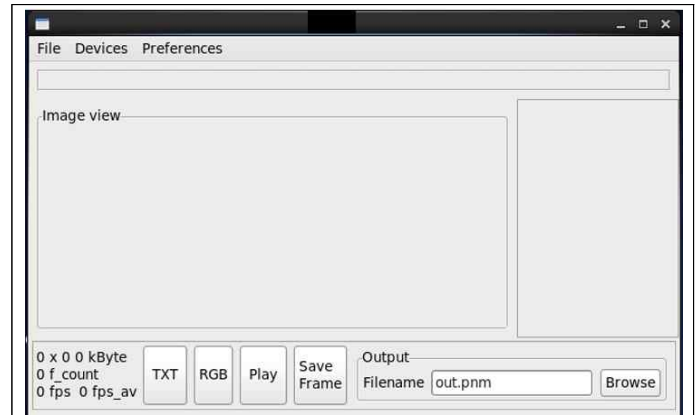 File Devices Preferences
Image view
0 x 0 0 kByte
0 f_count
0 fps 0 fps_av
TXT
RGB
Play
Save
Frame
Output
Filename out.pnm Browse